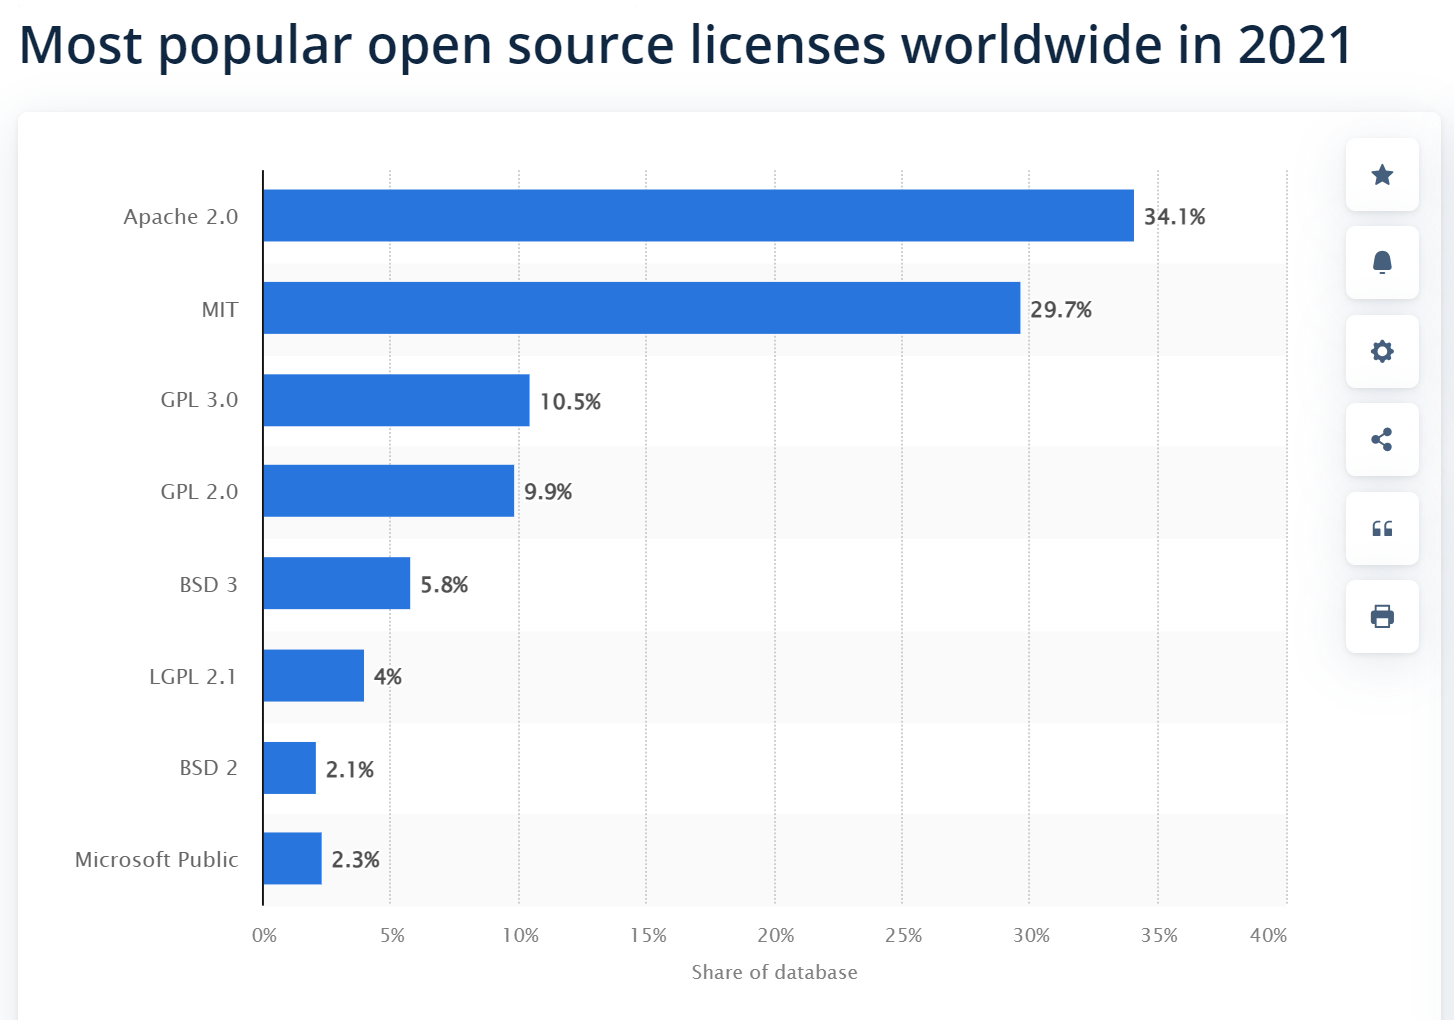 Most popular open source licenses worldwide in 2021
Apache 2.0
34.1%
MIT
29.7%
GPL 3.0
10.5%
GPL 2.0
9.9%
BSD 3
5.8%
LGPL 2.1
4%
BSD 2
2.1%
Microsoft Public
2.3%
0% 5% 10% 15% 20% 25% 30% 35% 40%
Share of database